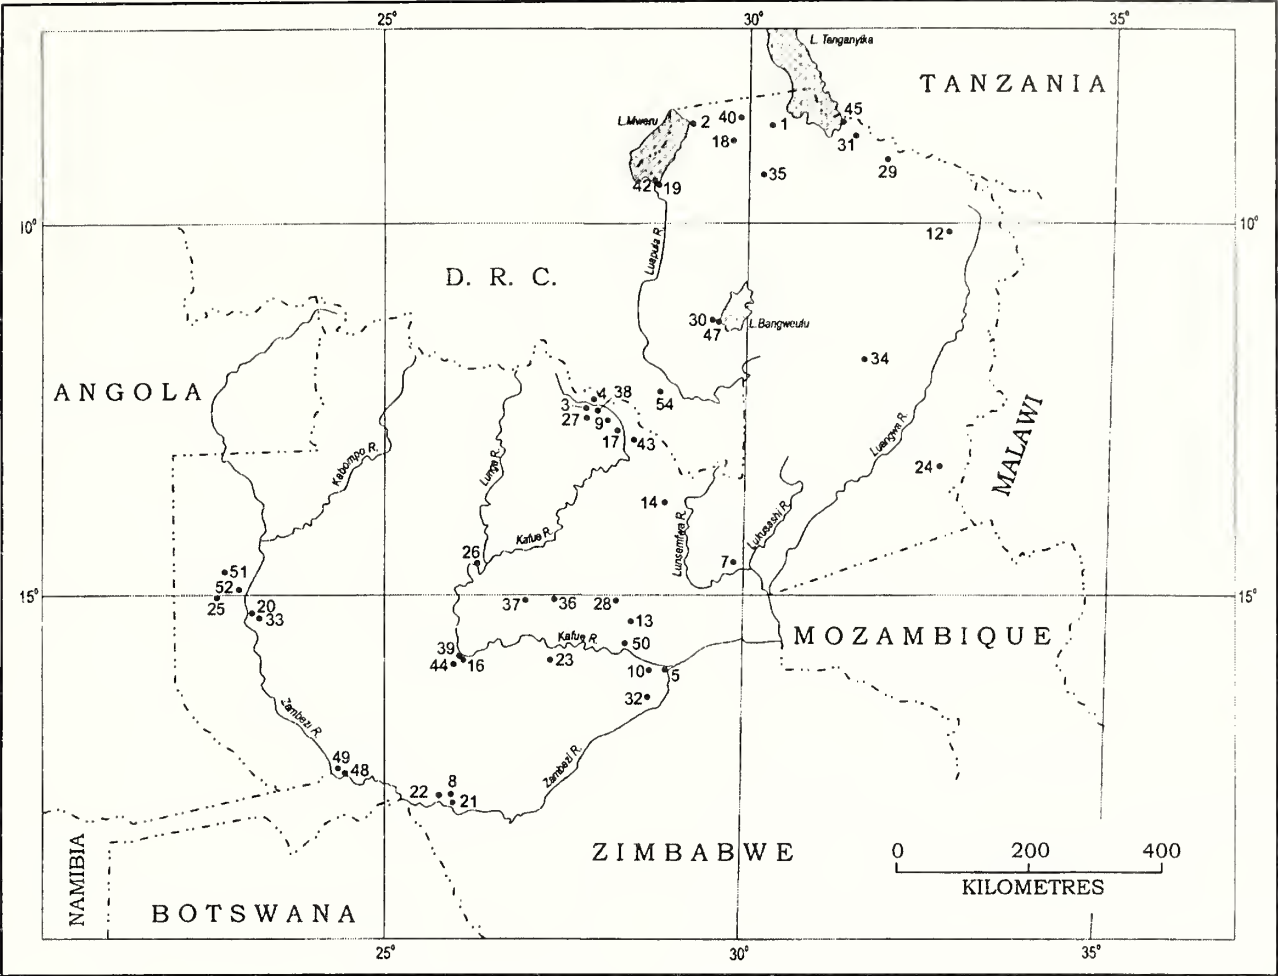 25° 30° 35°
L. Tanganyika
TANZANIA
L. Mweru
2 40 1 45
18 31
29
35
42 19
10° 10°
12
Luapula R.
D. R. C.
30 L. Bangweulu
47
34
ANGOLA
4 38
3 54
27 9
17 43
Luangwa R.
MALAWI
Kabompo R.
Lunga R.
24
14
Lunsemfwa R.
Lukusashi R.
Kafue R.
26 7
51
52
25
15° 15°
20
33
37 36 28
13
Kafue R.
50
MOZAMBIQUE
39
44 16 23
10 5
32
Zambezi R.
Zambezi R.
49
48
22 8
21
NAMIBIA
ZIMBABWE
0 200 400
KILOMETRES
BOTSWANA
25° 30° 35°